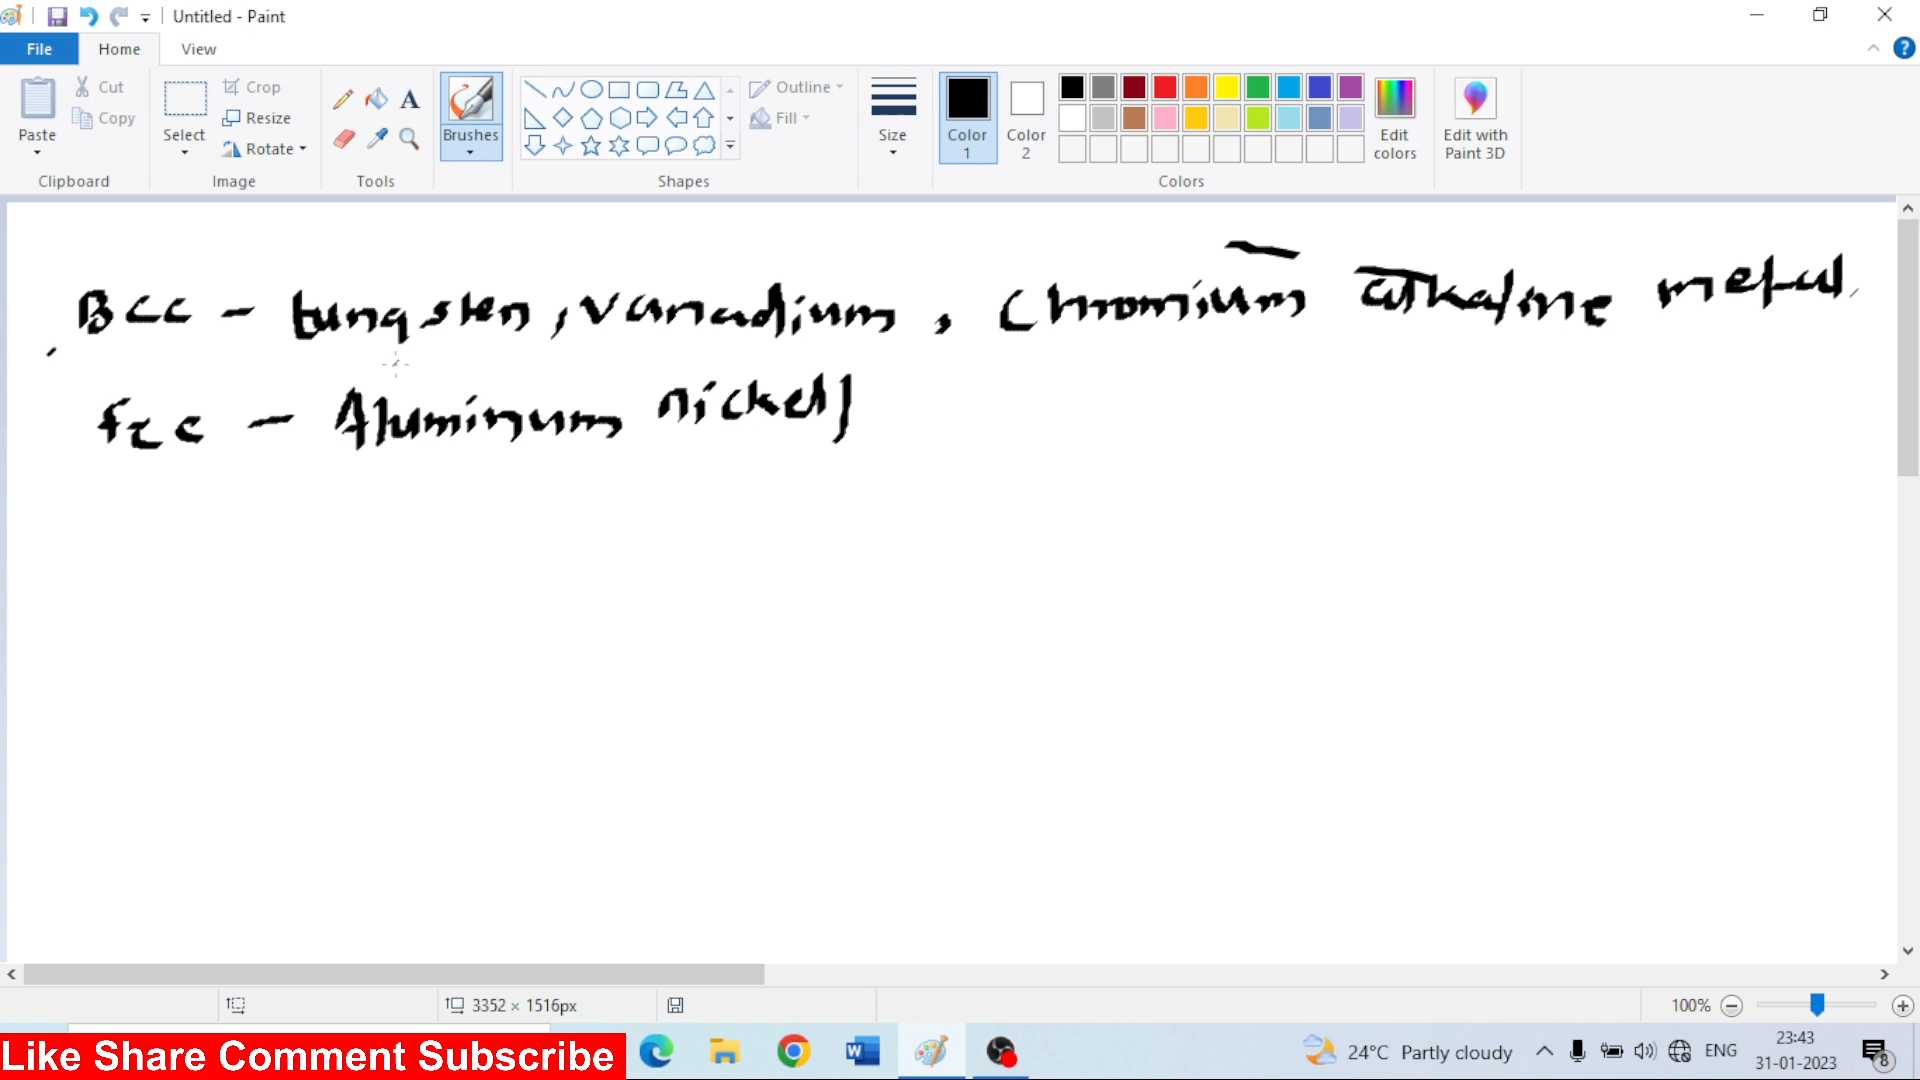 Untitled - Paint
File Home View
Paste Cut Copy Clipboard
Select Crop Resize Rotate Image
Tools
Brushes
Shapes Outline Fill
Size
Color 1 Color 2 Edit colors Colors
Edit with Paint 3D
BCC - tungsten, vanadium, Chromium alkaline metal
fcc - Aluminum nickel
3352 × 1516px
100%
Like Share Comment Subscribe
24°C Partly cloudy ENG 23:43 31-01-2023 8